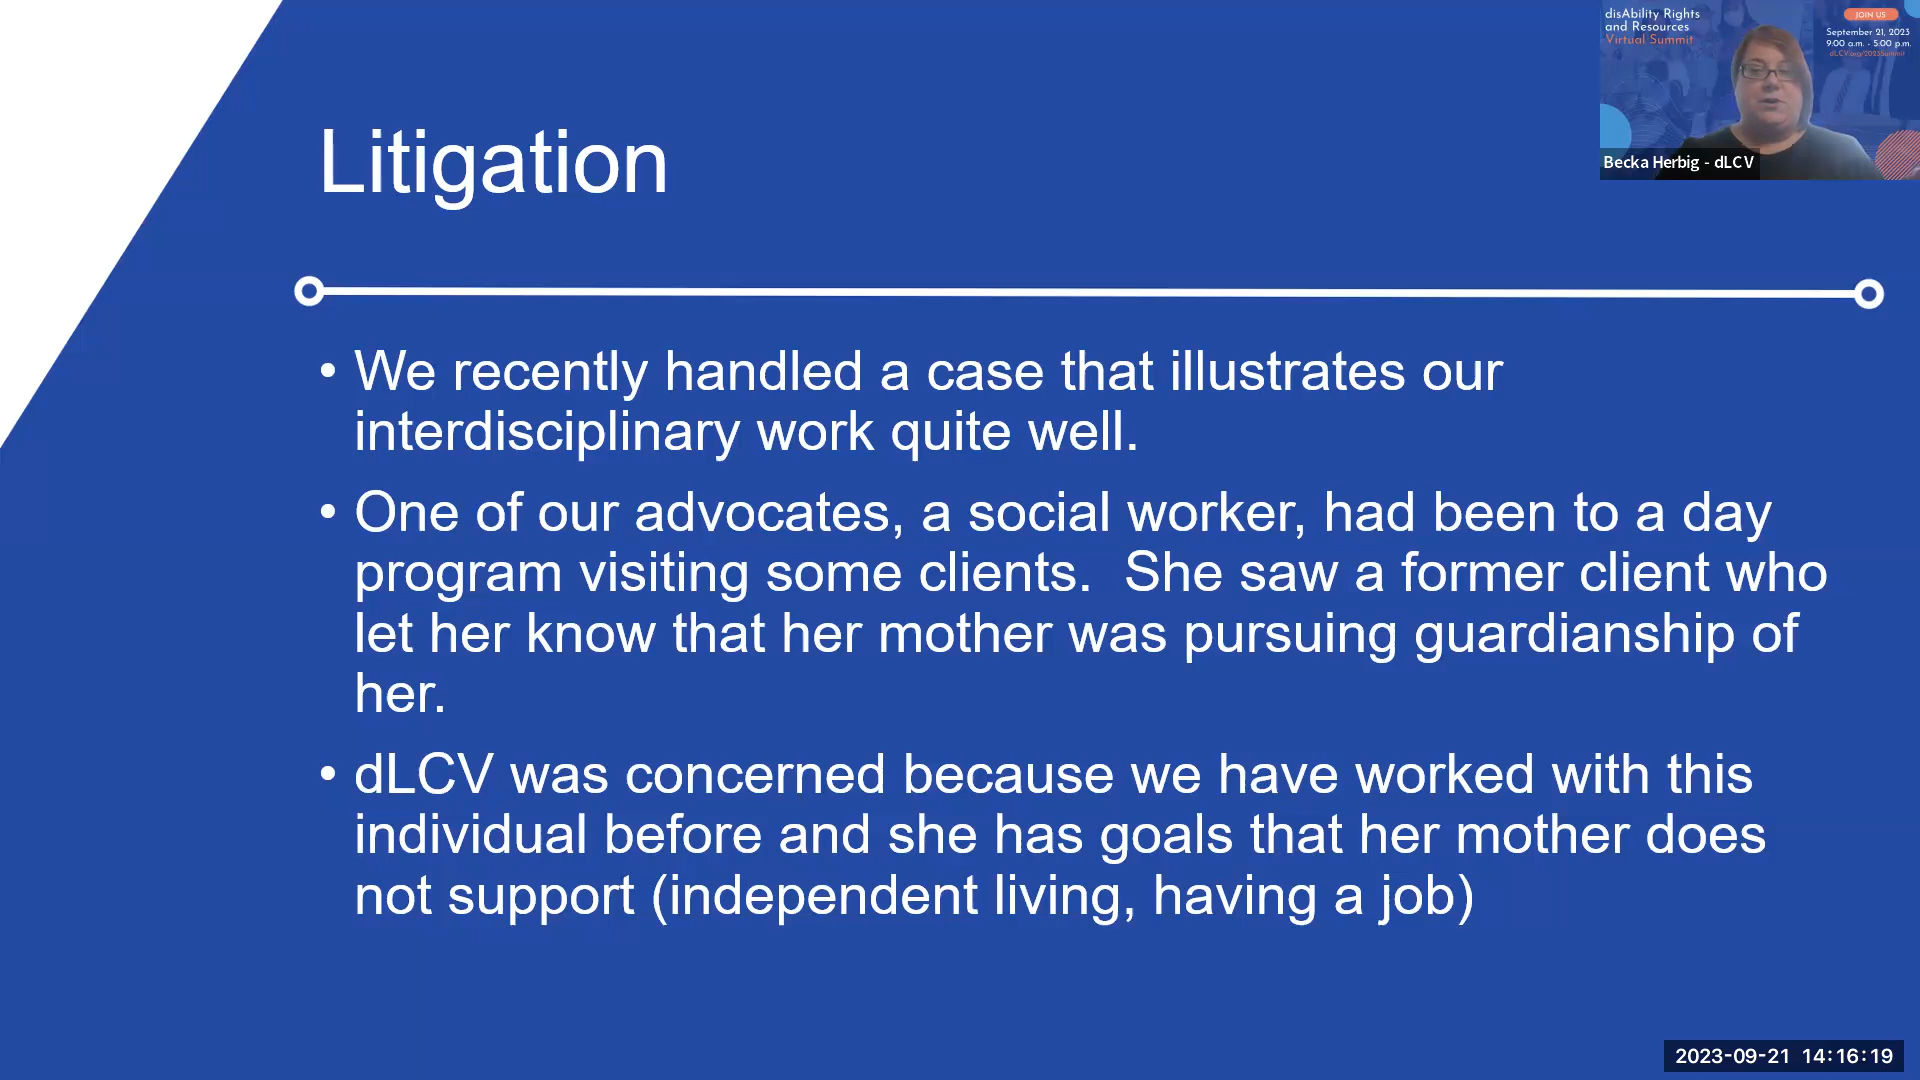 Litigation
• We recently handled a case that illustrates our
interdisciplinary work quite well.
• One of our advocates, a social worker, had been to a day
program visiting some clients.  She saw a former client who
let her know that her mother was pursuing guardianship of
her.
• dLCV was concerned because we have worked with this
individual before and she has goals that her mother does
not support (independent living, having a job)
disAbility Rights
and Resources
Virtual Summit
JOIN US
September 21, 2023
9:00 a.m. - 5:00 p.m.
dLCV.org/2023Summit
Becka Herbig - dLCV
2023-09-21 14:16:19